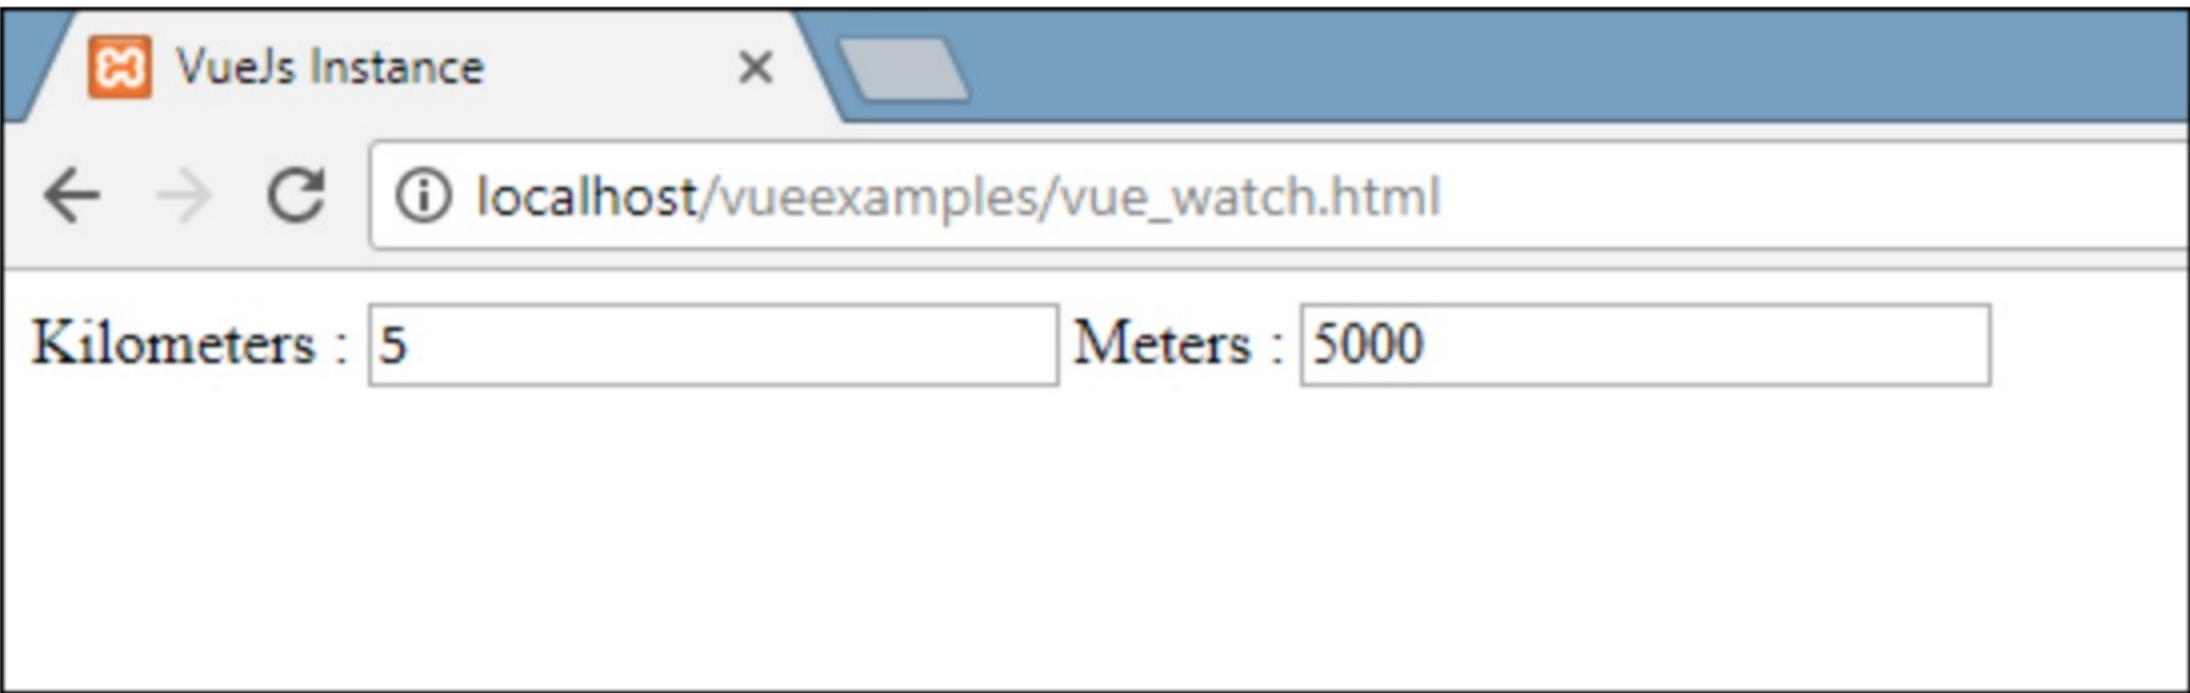 VueJs Instance
localhost/vueexamples/vue_watch.html
Kilometers : 5 Meters : 5000